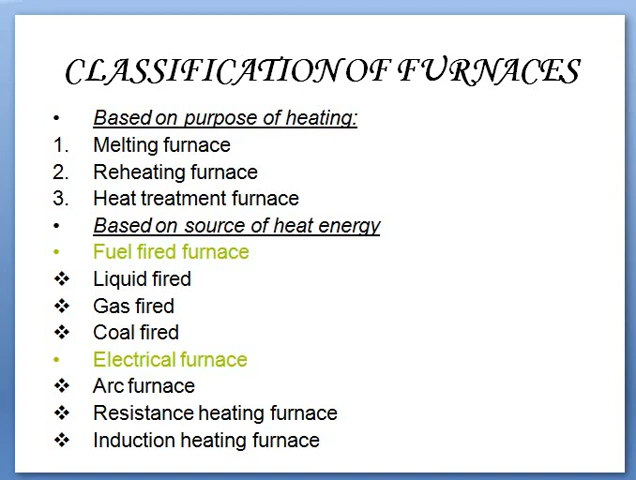 CLASSIFICATION OF FURNACES
• Based on purpose of heating:
1. Melting furnace
2. Reheating furnace
3. Heat treatment furnace
• Based on source of heat energy
• Fuel fired furnace
❖ Liquid fired
❖ Gas fired
❖ Coal fired
• Electrical furnace
❖ Arc furnace
❖ Resistance heating furnace
❖ Induction heating furnace